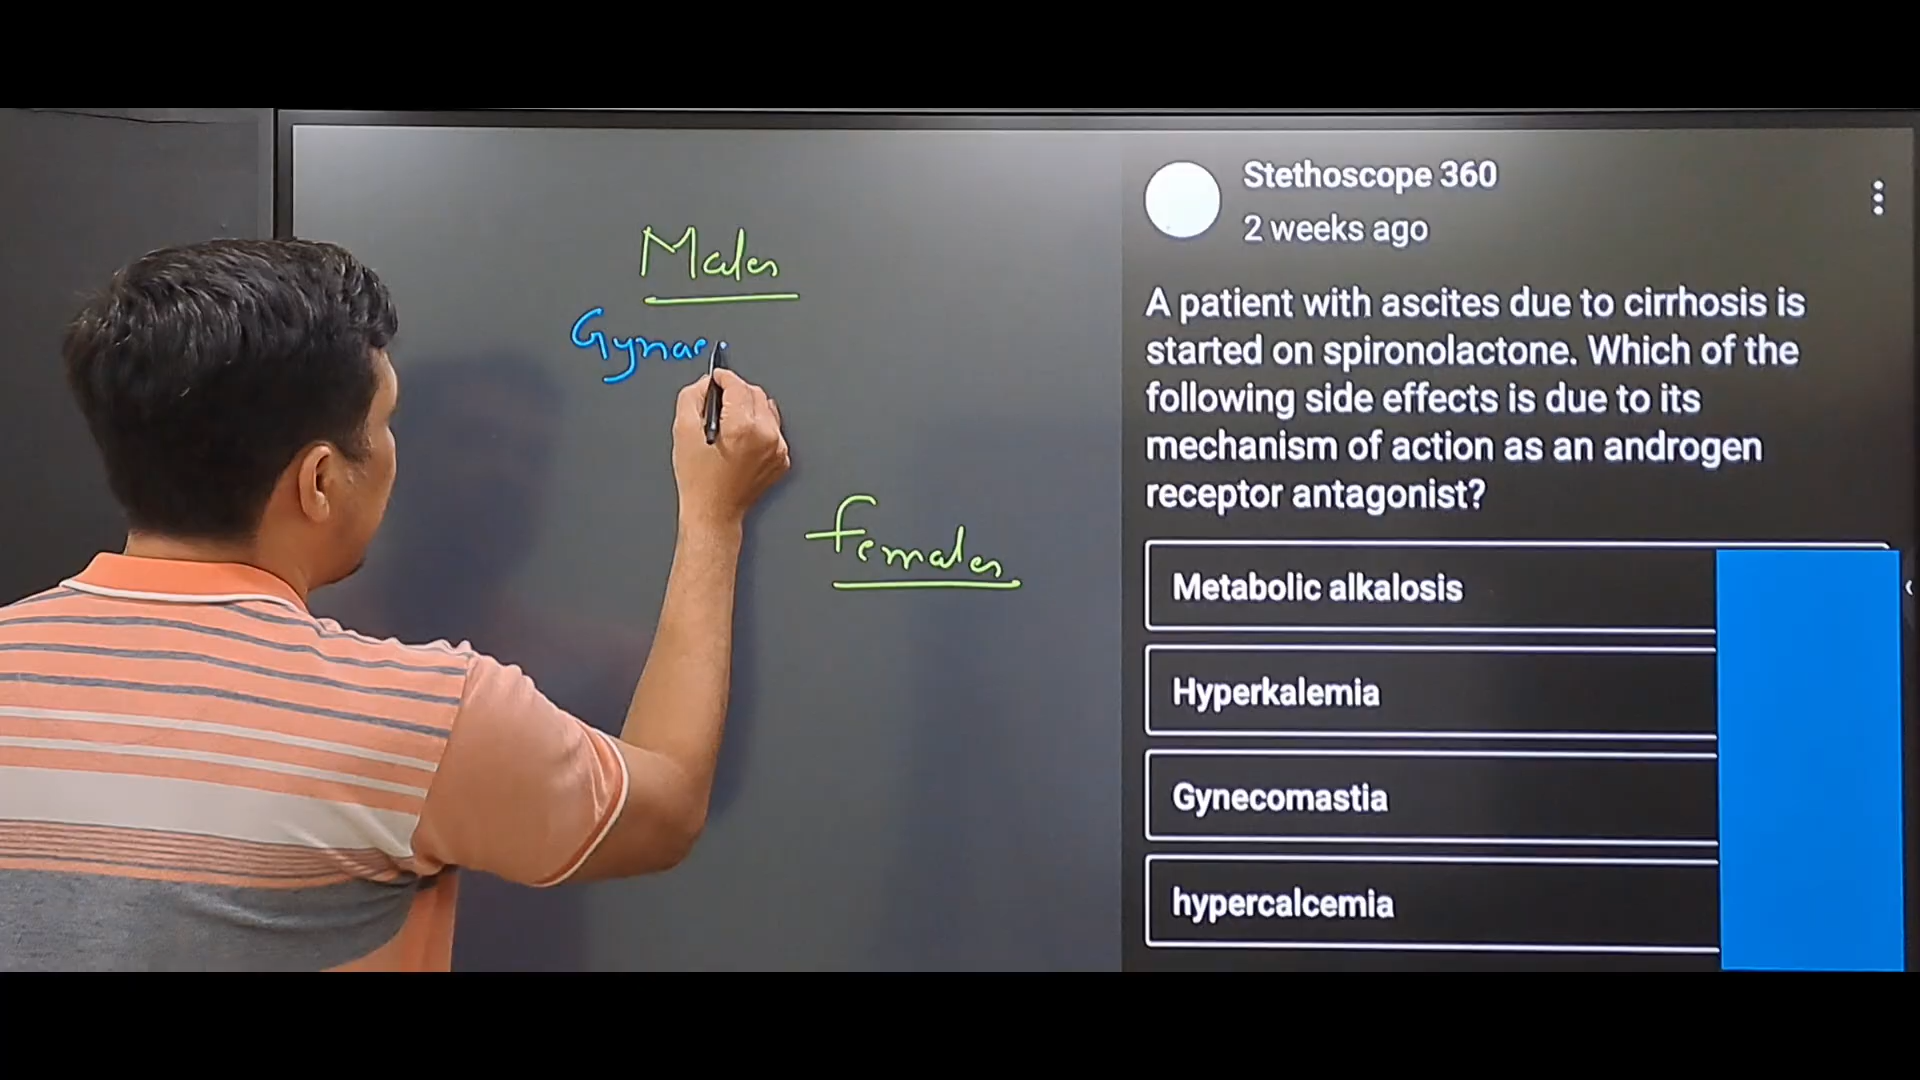 Males
Gynae
females
Stethoscope 360
2 weeks ago
A patient with ascites due to cirrhosis is
started on spironolactone. Which of the
following side effects is due to its
mechanism of action as an androgen
receptor antagonist?
Metabolic alkalosis
Hyperkalemia
Gynecomastia
hypercalcemia